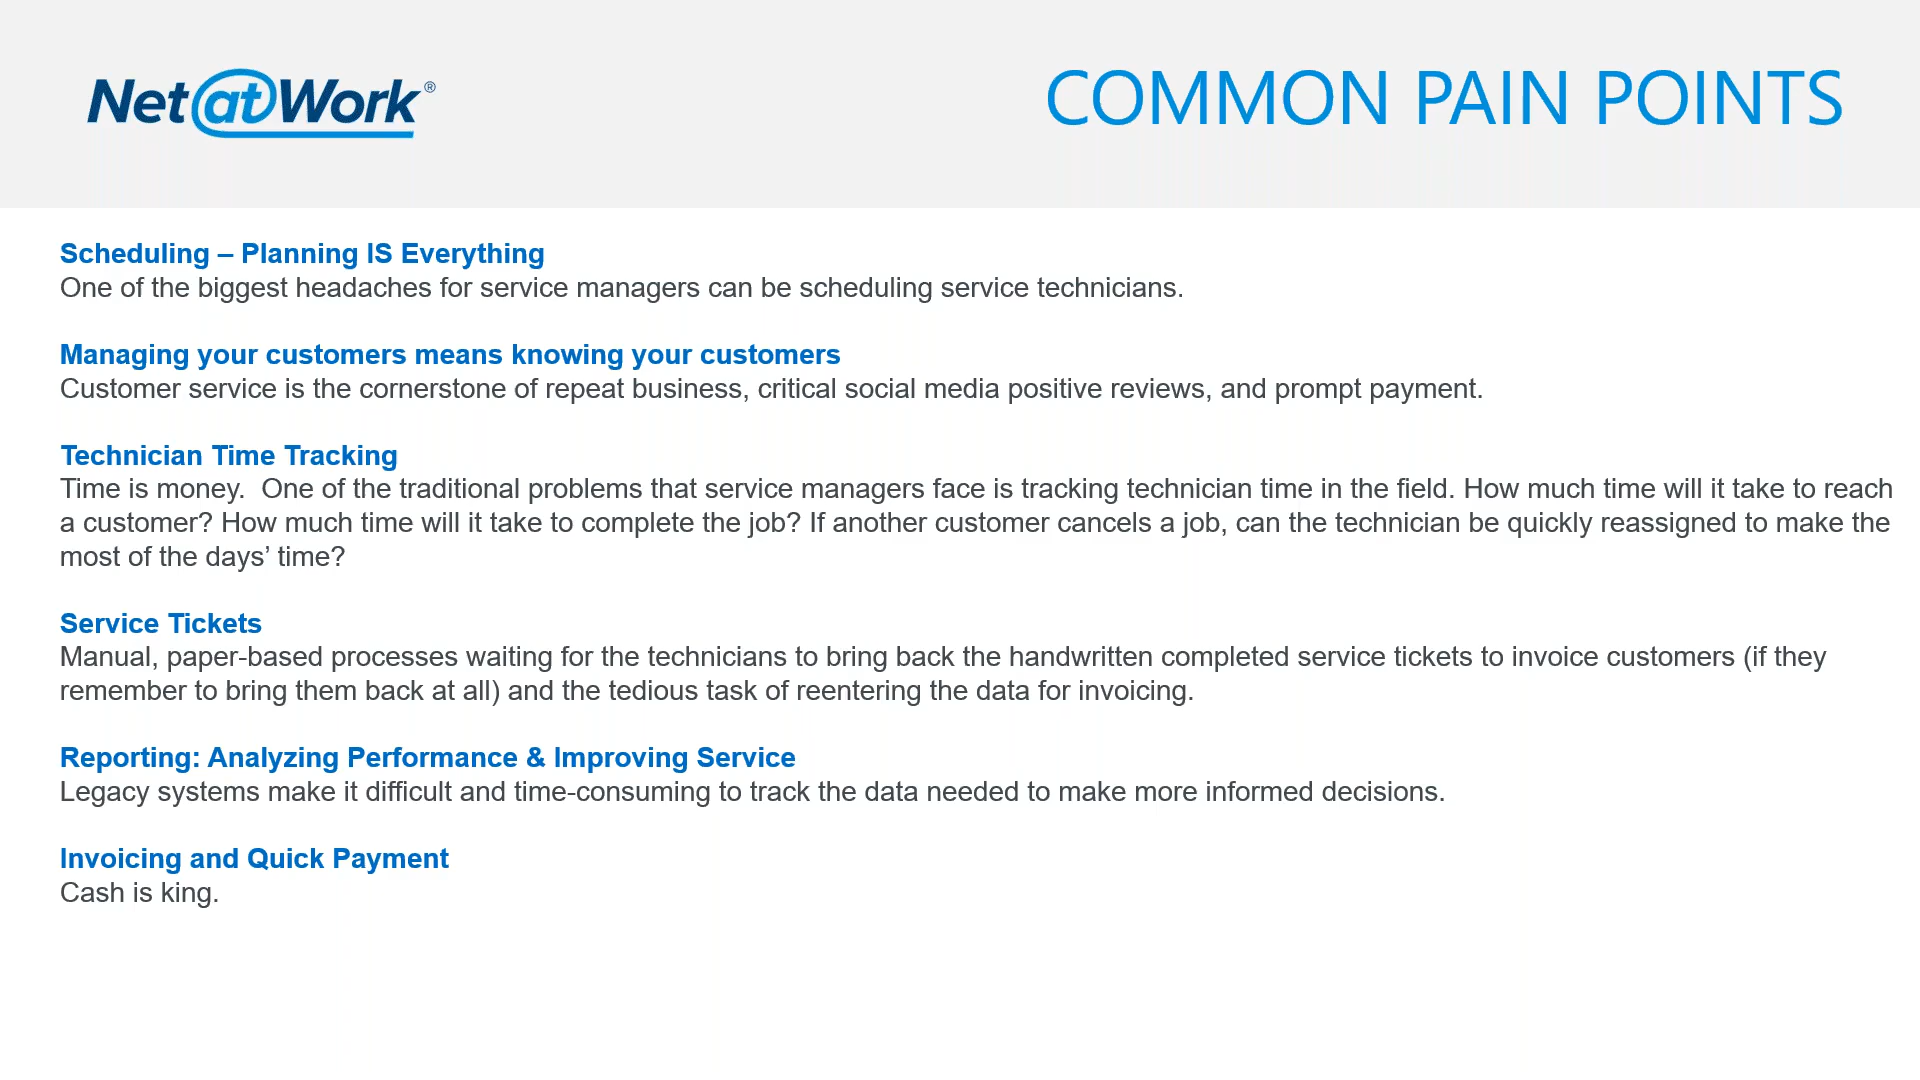 NetatWork®
COMMON PAIN POINTS
Scheduling – Planning IS Everything
One of the biggest headaches for service managers can be scheduling service technicians.
Managing your customers means knowing your customers
Customer service is the cornerstone of repeat business, critical social media positive reviews, and prompt payment.
Technician Time Tracking
Time is money.  One of the traditional problems that service managers face is tracking technician time in the field. How much time will it take to reach
a customer? How much time will it take to complete the job? If another customer cancels a job, can the technician be quickly reassigned to make the
most of the days’ time?
Service Tickets
Manual, paper-based processes waiting for the technicians to bring back the handwritten completed service tickets to invoice customers (if they
remember to bring them back at all) and the tedious task of reentering the data for invoicing.
Reporting: Analyzing Performance & Improving Service
Legacy systems make it difficult and time-consuming to track the data needed to make more informed decisions.
Invoicing and Quick Payment
Cash is king.